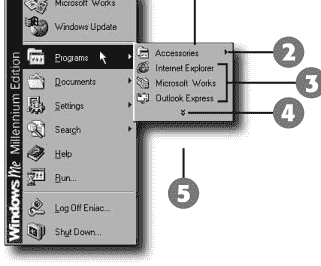 Microsoft Works
Windows Update
Programs
Documents
Settings
Search
Help
Run...
Log Off Eniac...
Shut Down...
Windows Me Millennium Edition
Accessories
Internet Explorer
Microsoft Works
Outlook Express
2
3
4
5